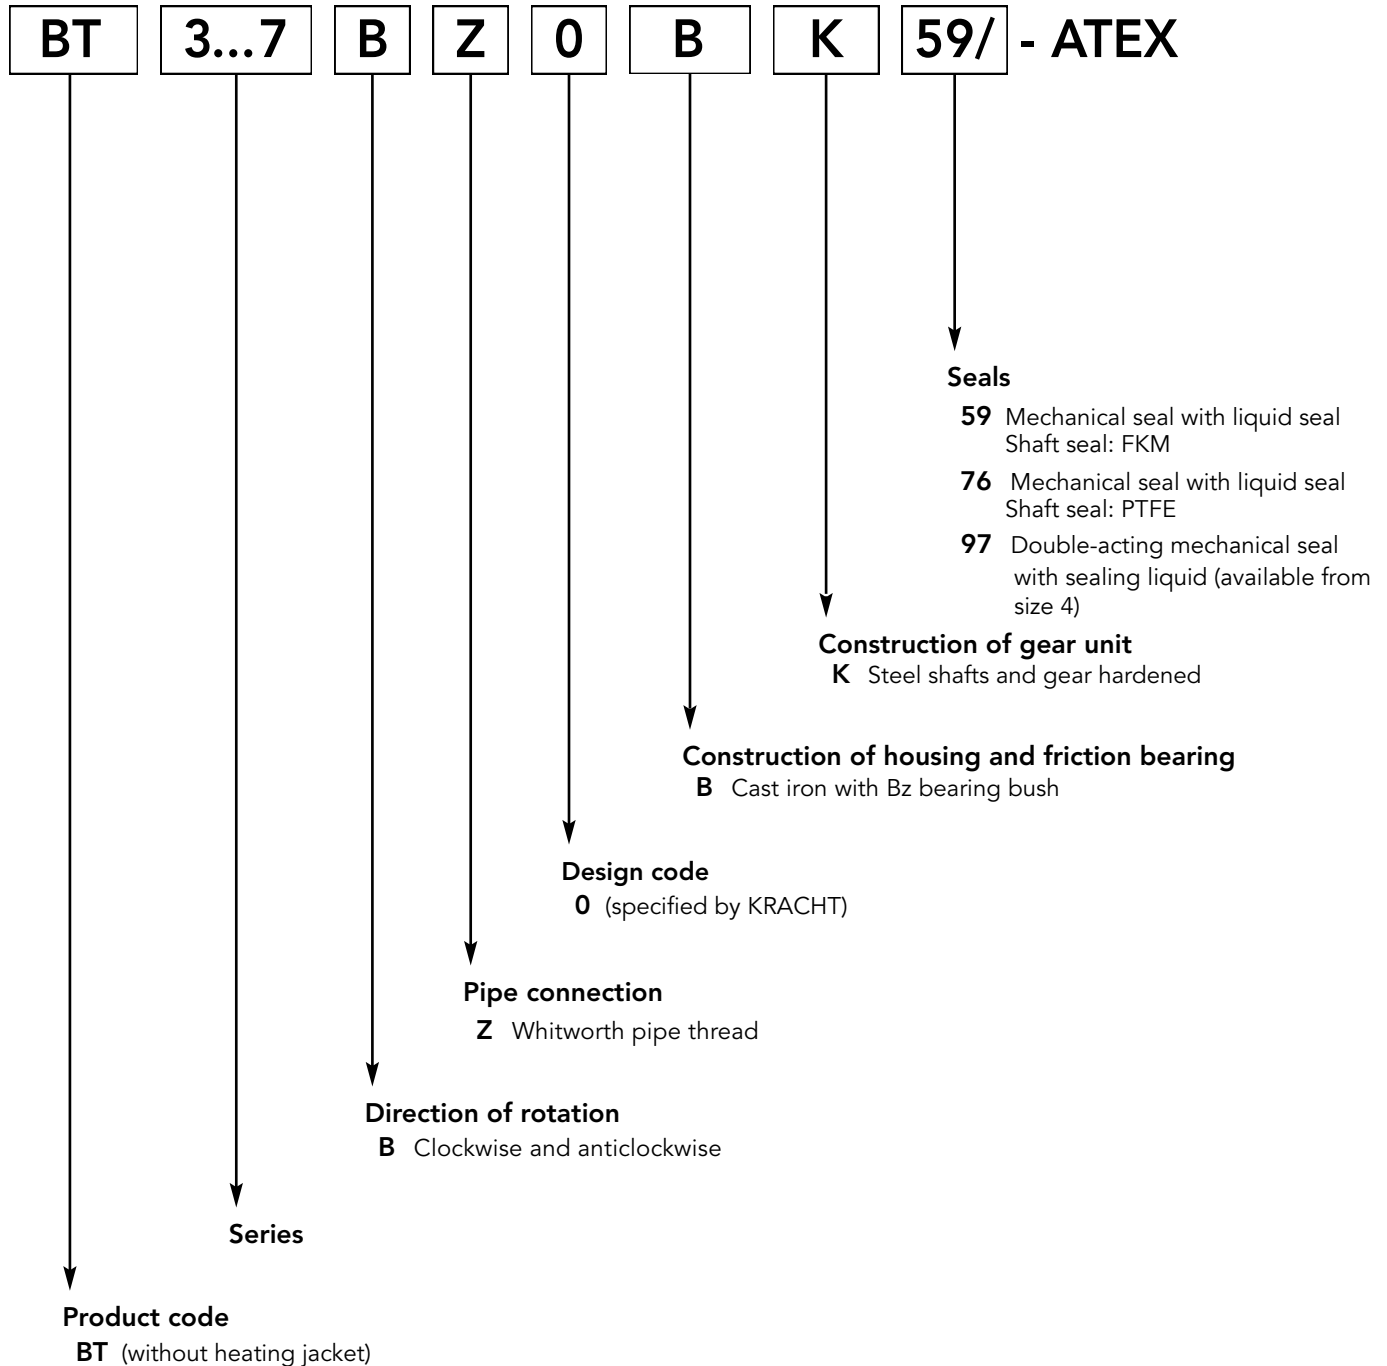 BT 3...7 B Z 0 B K 59/ - ATEX
Seals
59 Mechanical seal with liquid seal
Shaft seal: FKM
76 Mechanical seal with liquid seal
Shaft seal: PTFE
97 Double-acting mechanical seal
with sealing liquid (available from
size 4)
Construction of gear unit
K Steel shafts and gear hardened
Construction of housing and friction bearing
B Cast iron with Bz bearing bush
Design code
0 (specified by KRACHT)
Pipe connection
Z Whitworth pipe thread
Direction of rotation
B Clockwise and anticlockwise
Series
Product code
BT (without heating jacket)